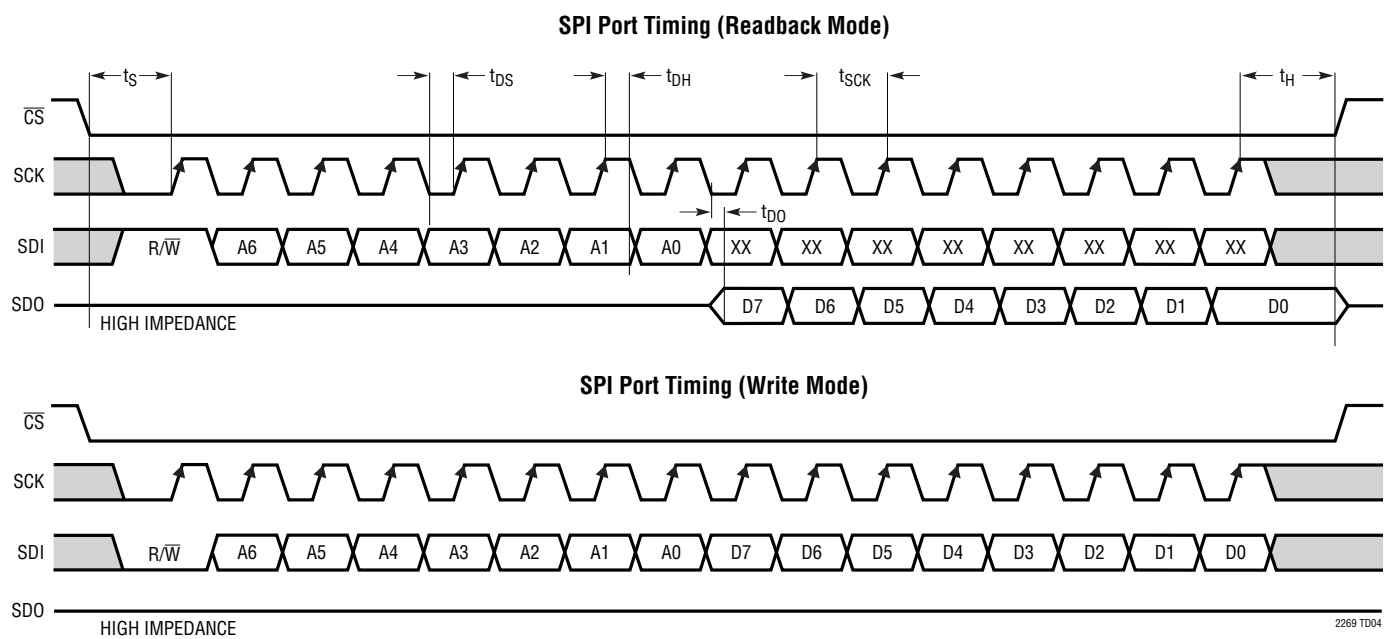 SPI Port Timing (Readback Mode)
tS tDS tDH tSCK tH
CS
SCK
tDO
SDI R/W A6 A5 A4 A3 A2 A1 A0 XX XX XX XX XX XX XX XX
SDO D7 D6 D5 D4 D3 D2 D1 D0
HIGH IMPEDANCE
SPI Port Timing (Write Mode)
CS
SCK
SDI R/W A6 A5 A4 A3 A2 A1 A0 D7 D6 D5 D4 D3 D2 D1 D0
SDO
HIGH IMPEDANCE
2269 TD04